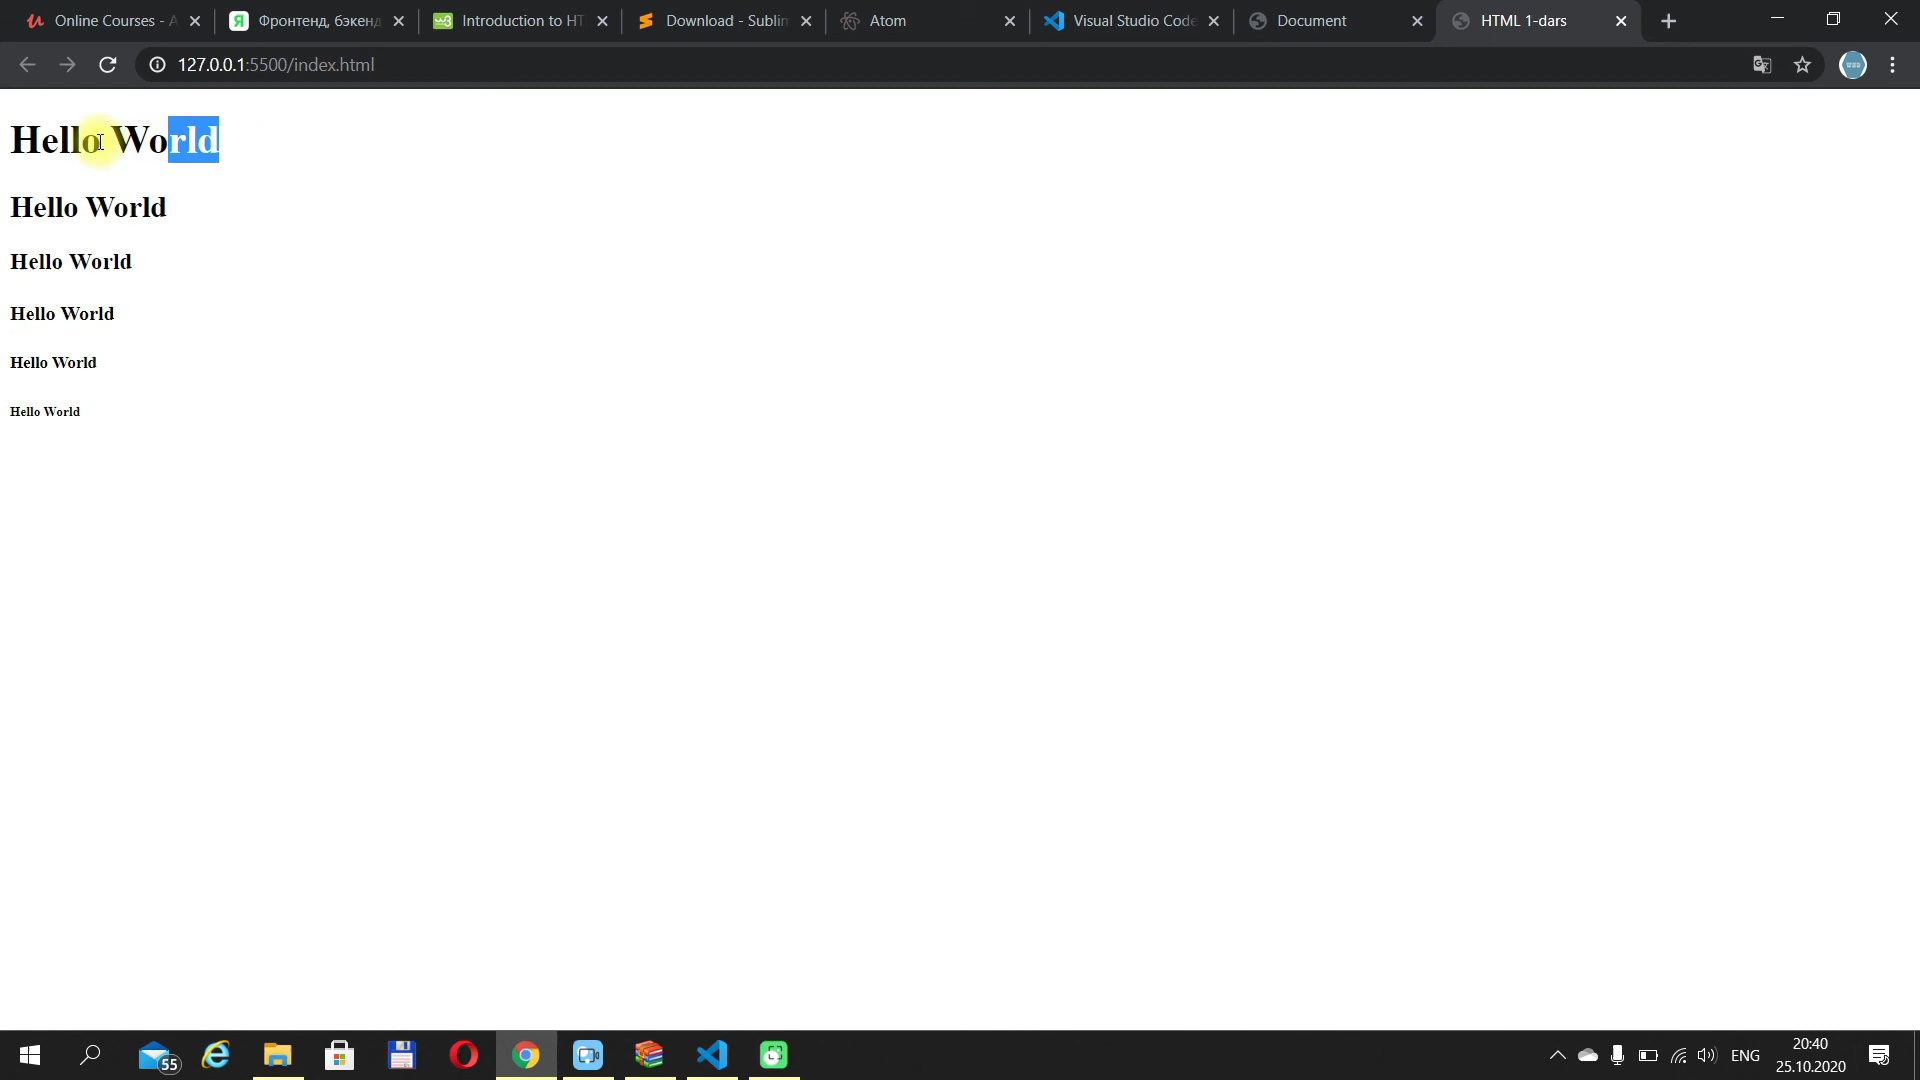 Online Courses - A
Фронтенд, бэкенд
Introduction to HT
Download - Sublim
Atom
Visual Studio Code
Document
HTML 1-dars
127.0.0.1:5500/index.html
Hello World
Hello World
Hello World
Hello World
Hello World
Hello World
55
ENG
20:40
25.10.2020